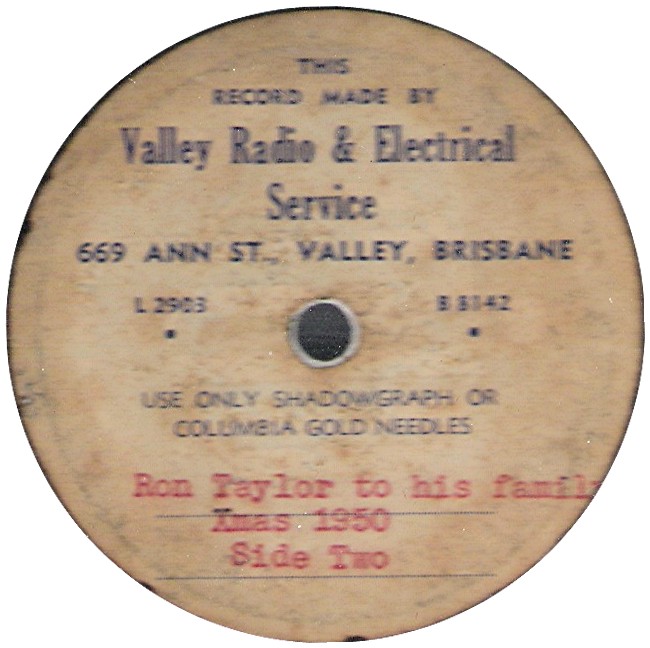 THIS
RECORD MADE BY
Valley Radio & Electrical
Service
669 ANN ST., VALLEY, BRISBANE
L 2903 B 8142
USE ONLY SHADOWGRAPH OR
COLUMBIA GOLD NEEDLES
Ron Taylor to his famil
Xmas 1950
Side Two